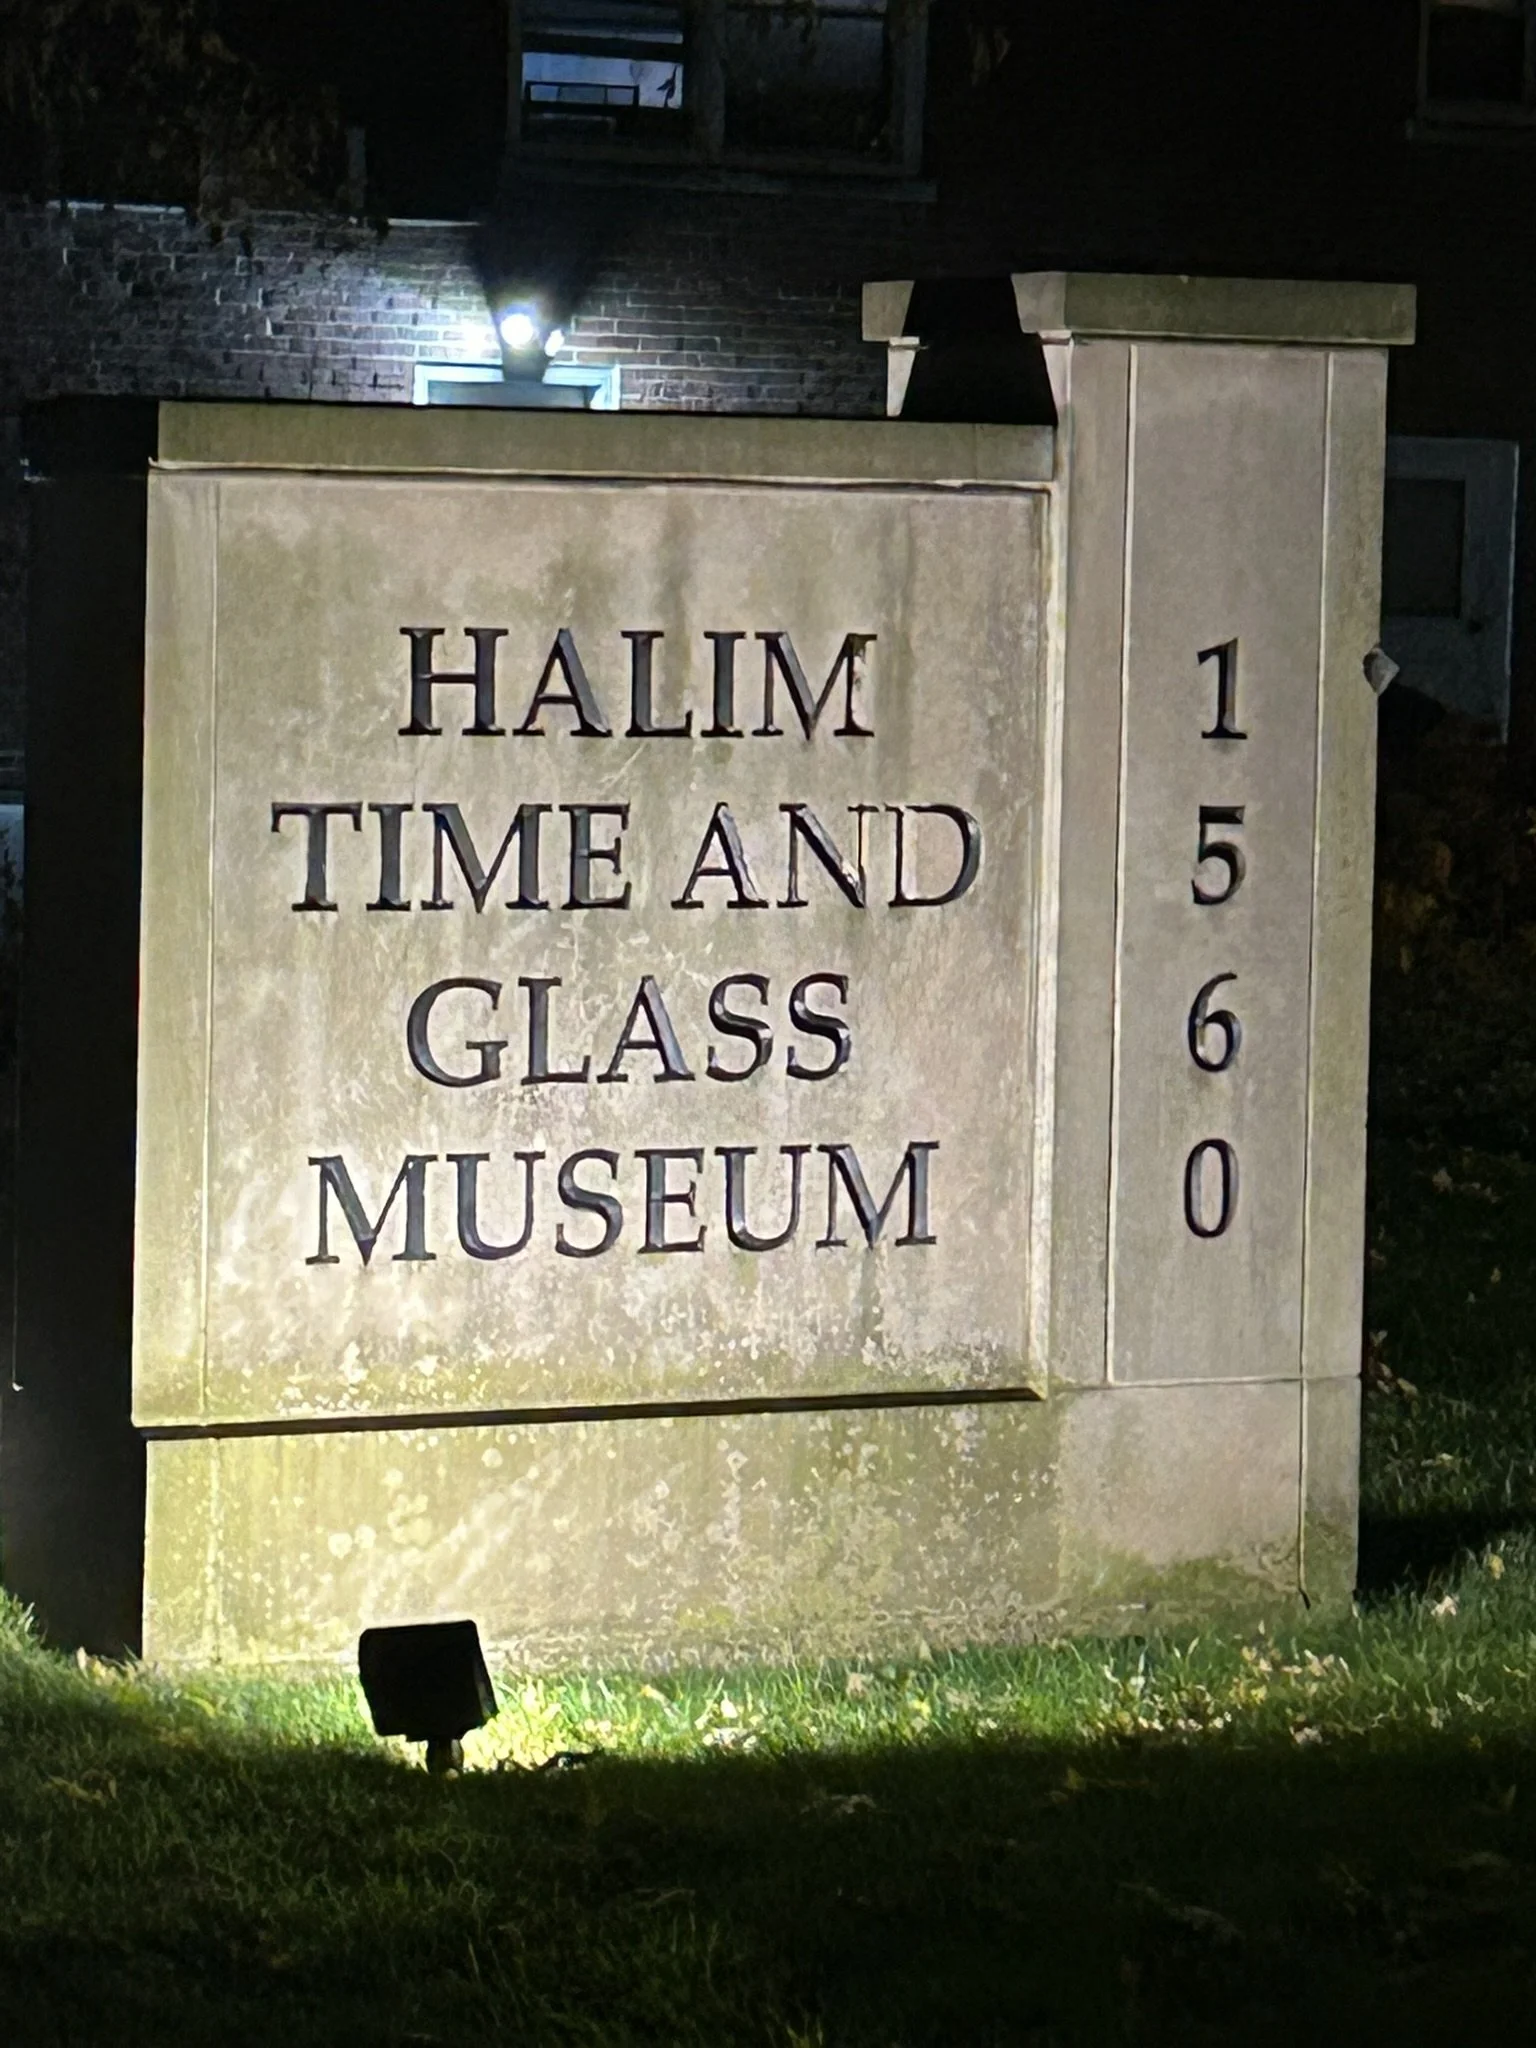 HALIM
TIME AND
GLASS
MUSEUM
1
5
6
0